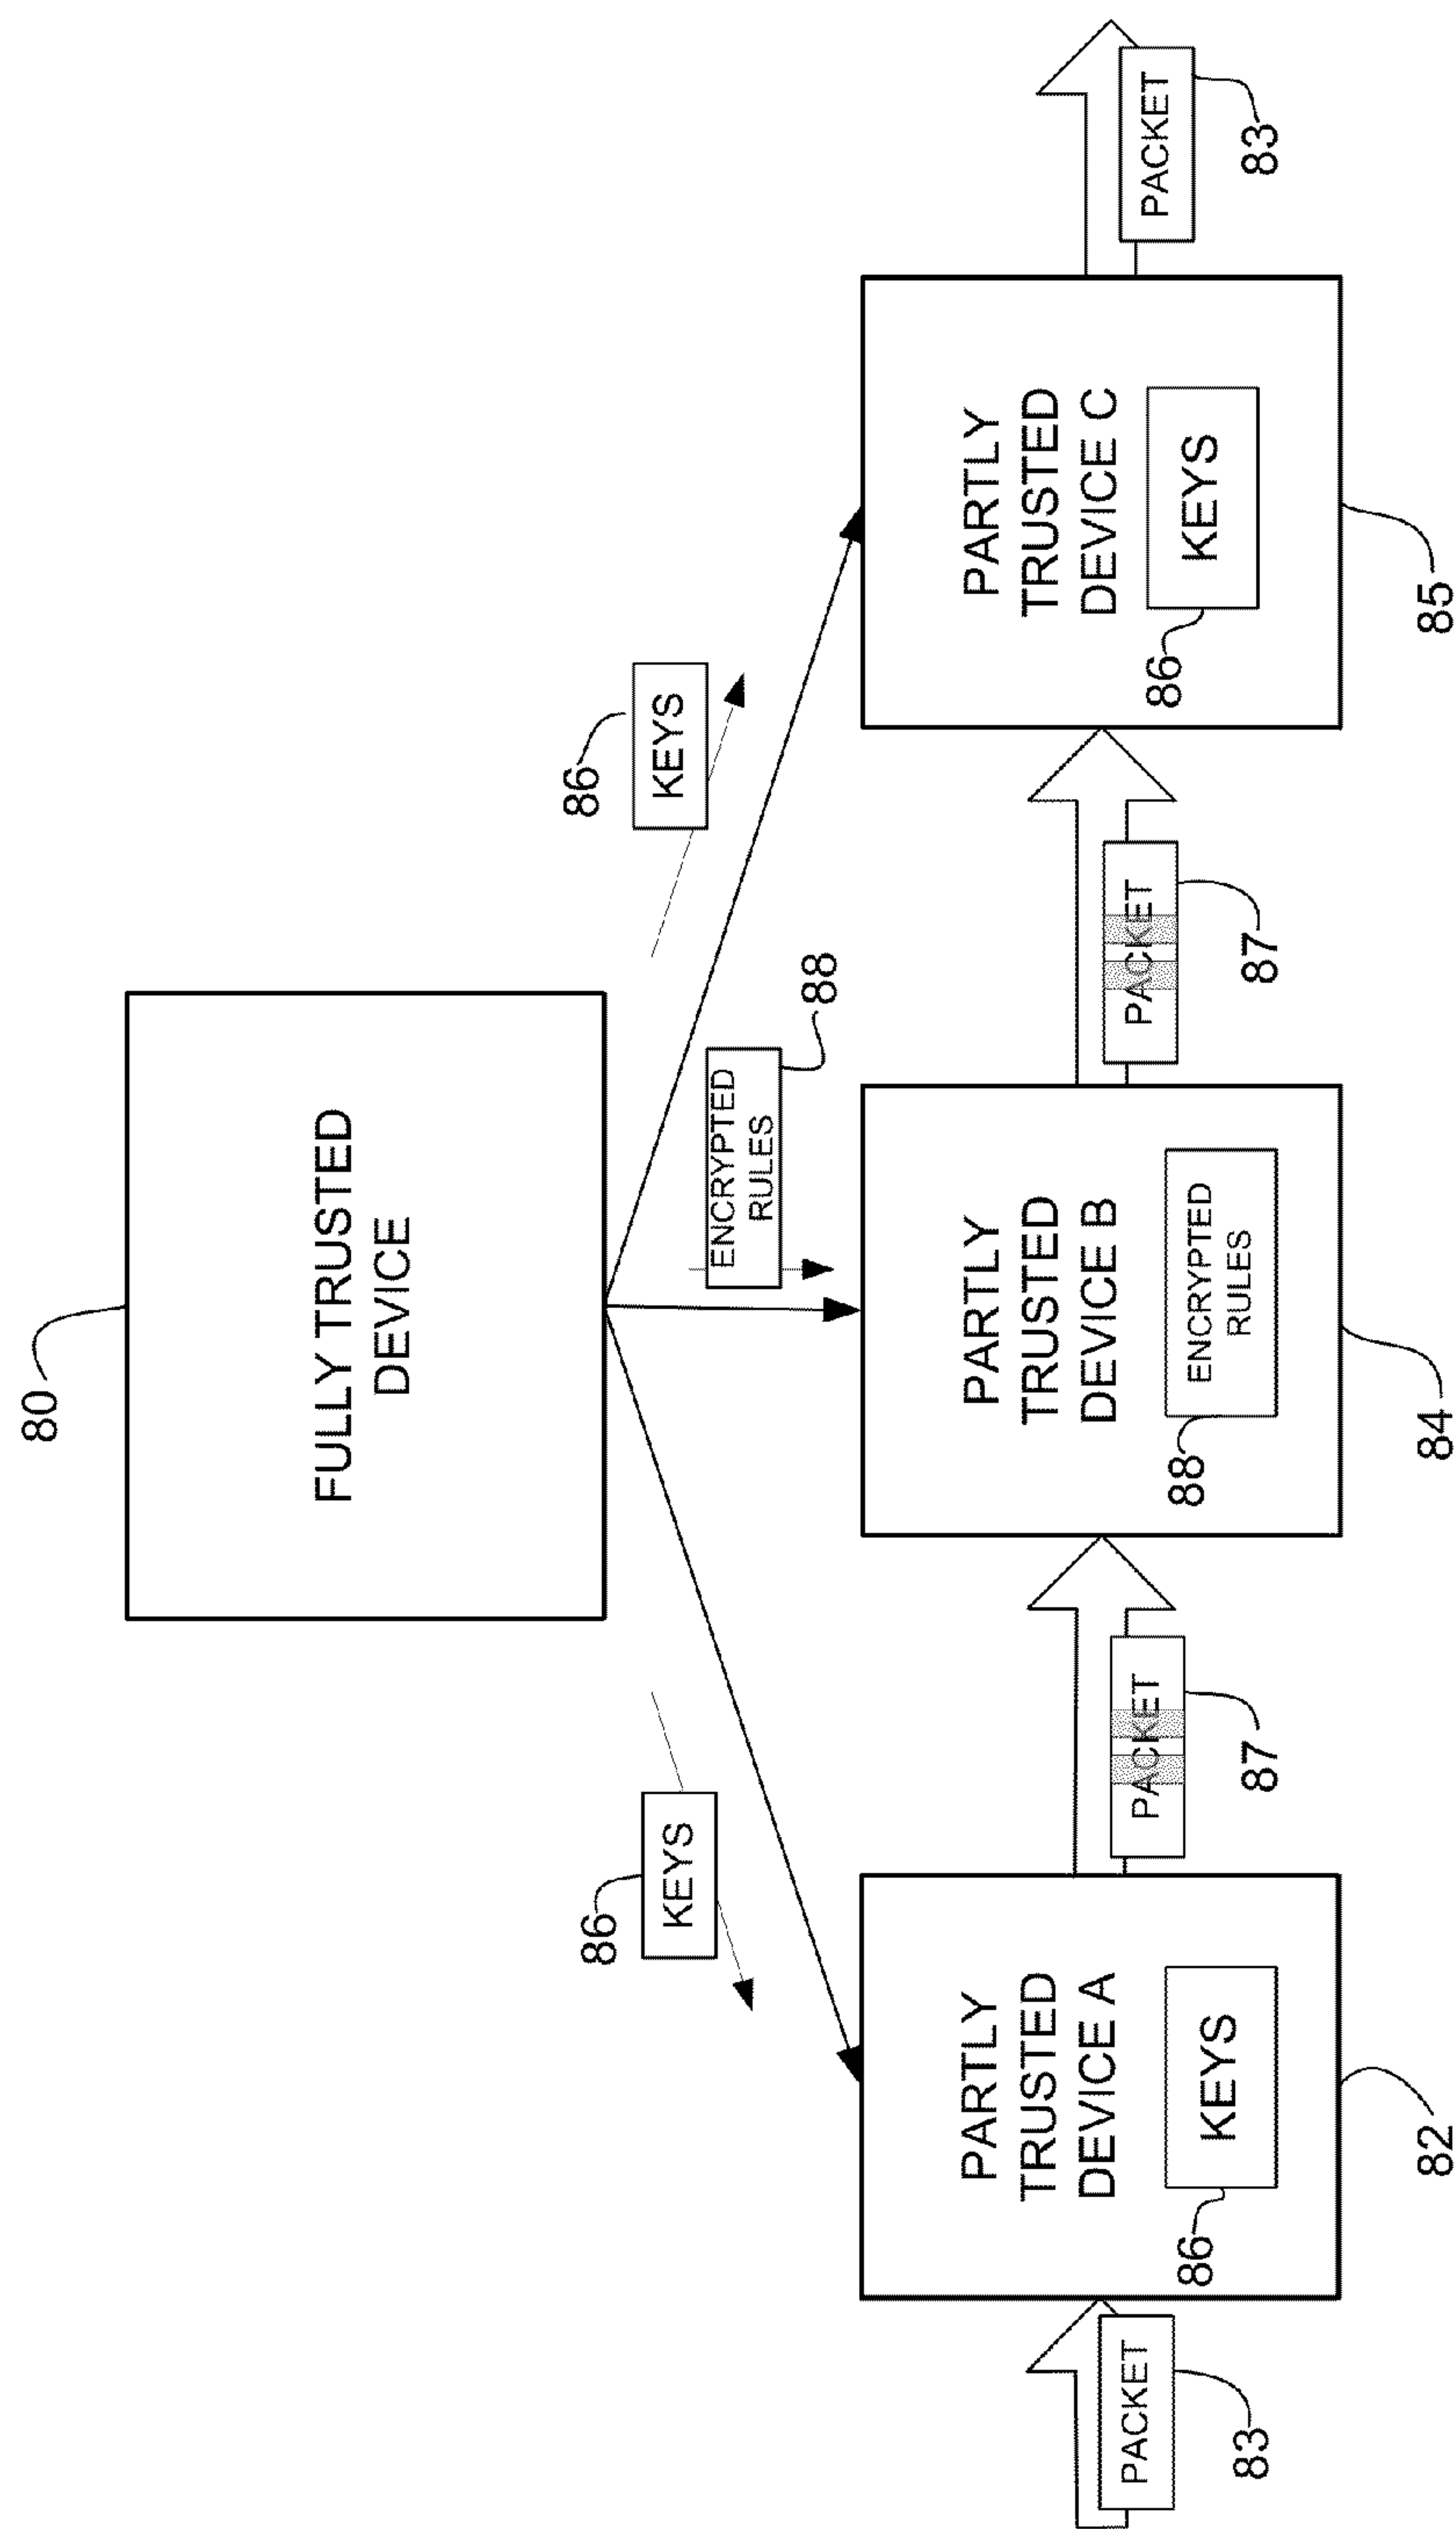 80
FULLY TRUSTED
DEVICE
86
KEYS
ENCRYPTED
RULES
88
86
KEYS
PARTLY
TRUSTED
DEVICE A
86
KEYS
82
PARTLY
TRUSTED
DEVICE B
88
ENCRYPTED
RULES
84
PARTLY
TRUSTED
DEVICE C
86
KEYS
85
PACKET
83
PACKET
87
PACKET
87
PACKET
83